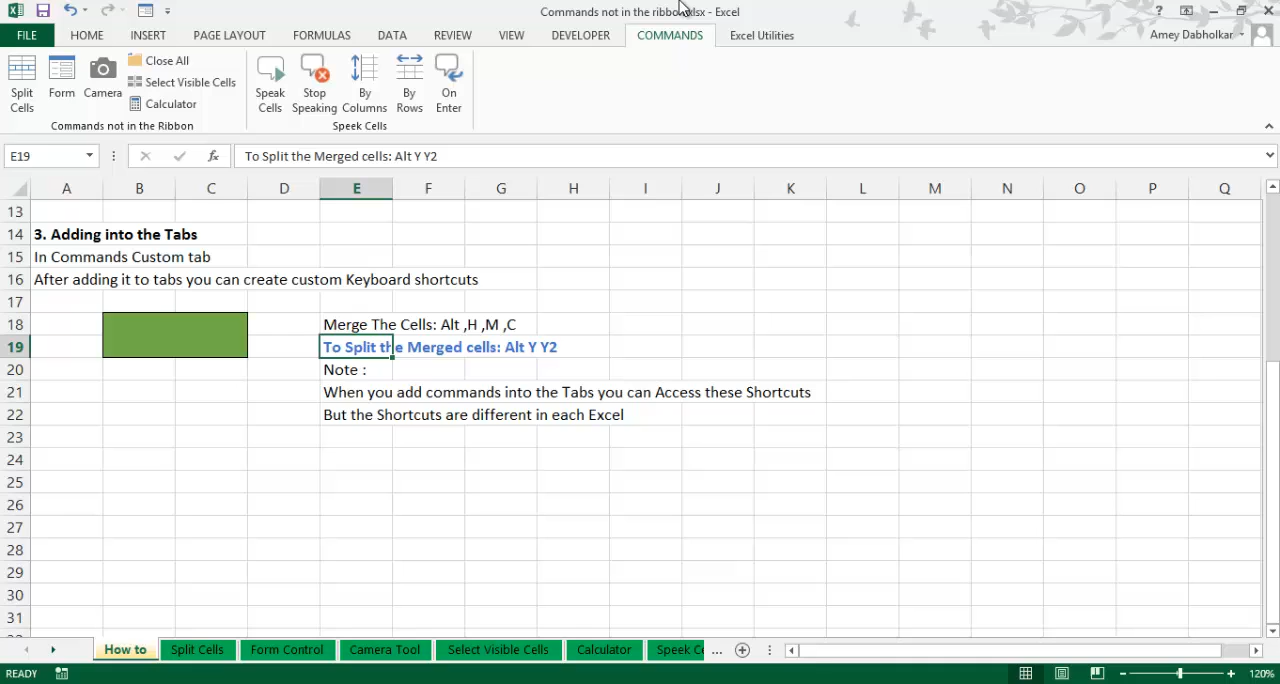 Commands not in the ribbon.xlsx - Excel
FILE HOME INSERT PAGE LAYOUT FORMULAS DATA REVIEW VIEW DEVELOPER COMMANDS Excel Utilities
Amey Dabholkar
Split Cells
Form
Camera
Close All
Select Visible Cells
Calculator
Commands not in the Ribbon
Speak Cells
Stop Speaking
By Columns
By Rows
On Enter
Speek Cells
E19
fx
To Split the Merged cells: Alt Y Y2
A B C D E F G H I J K L M N O P Q
13
14 3. Adding into the Tabs
15 In Commands Custom tab
16 After adding it to tabs you can create custom Keyboard shortcuts
17
18 Merge The Cells: Alt ,H ,M ,C
19 To Split the Merged cells: Alt Y Y2
20 Note :
21 When you add commands into the Tabs you can Access these Shortcuts
22 But the Shortcuts are different in each Excel
23
24
25
26
27
28
29
30
31
How to Split Cells Form Control Camera Tool Select Visible Cells Calculator Speek Ce ...
READY 120%